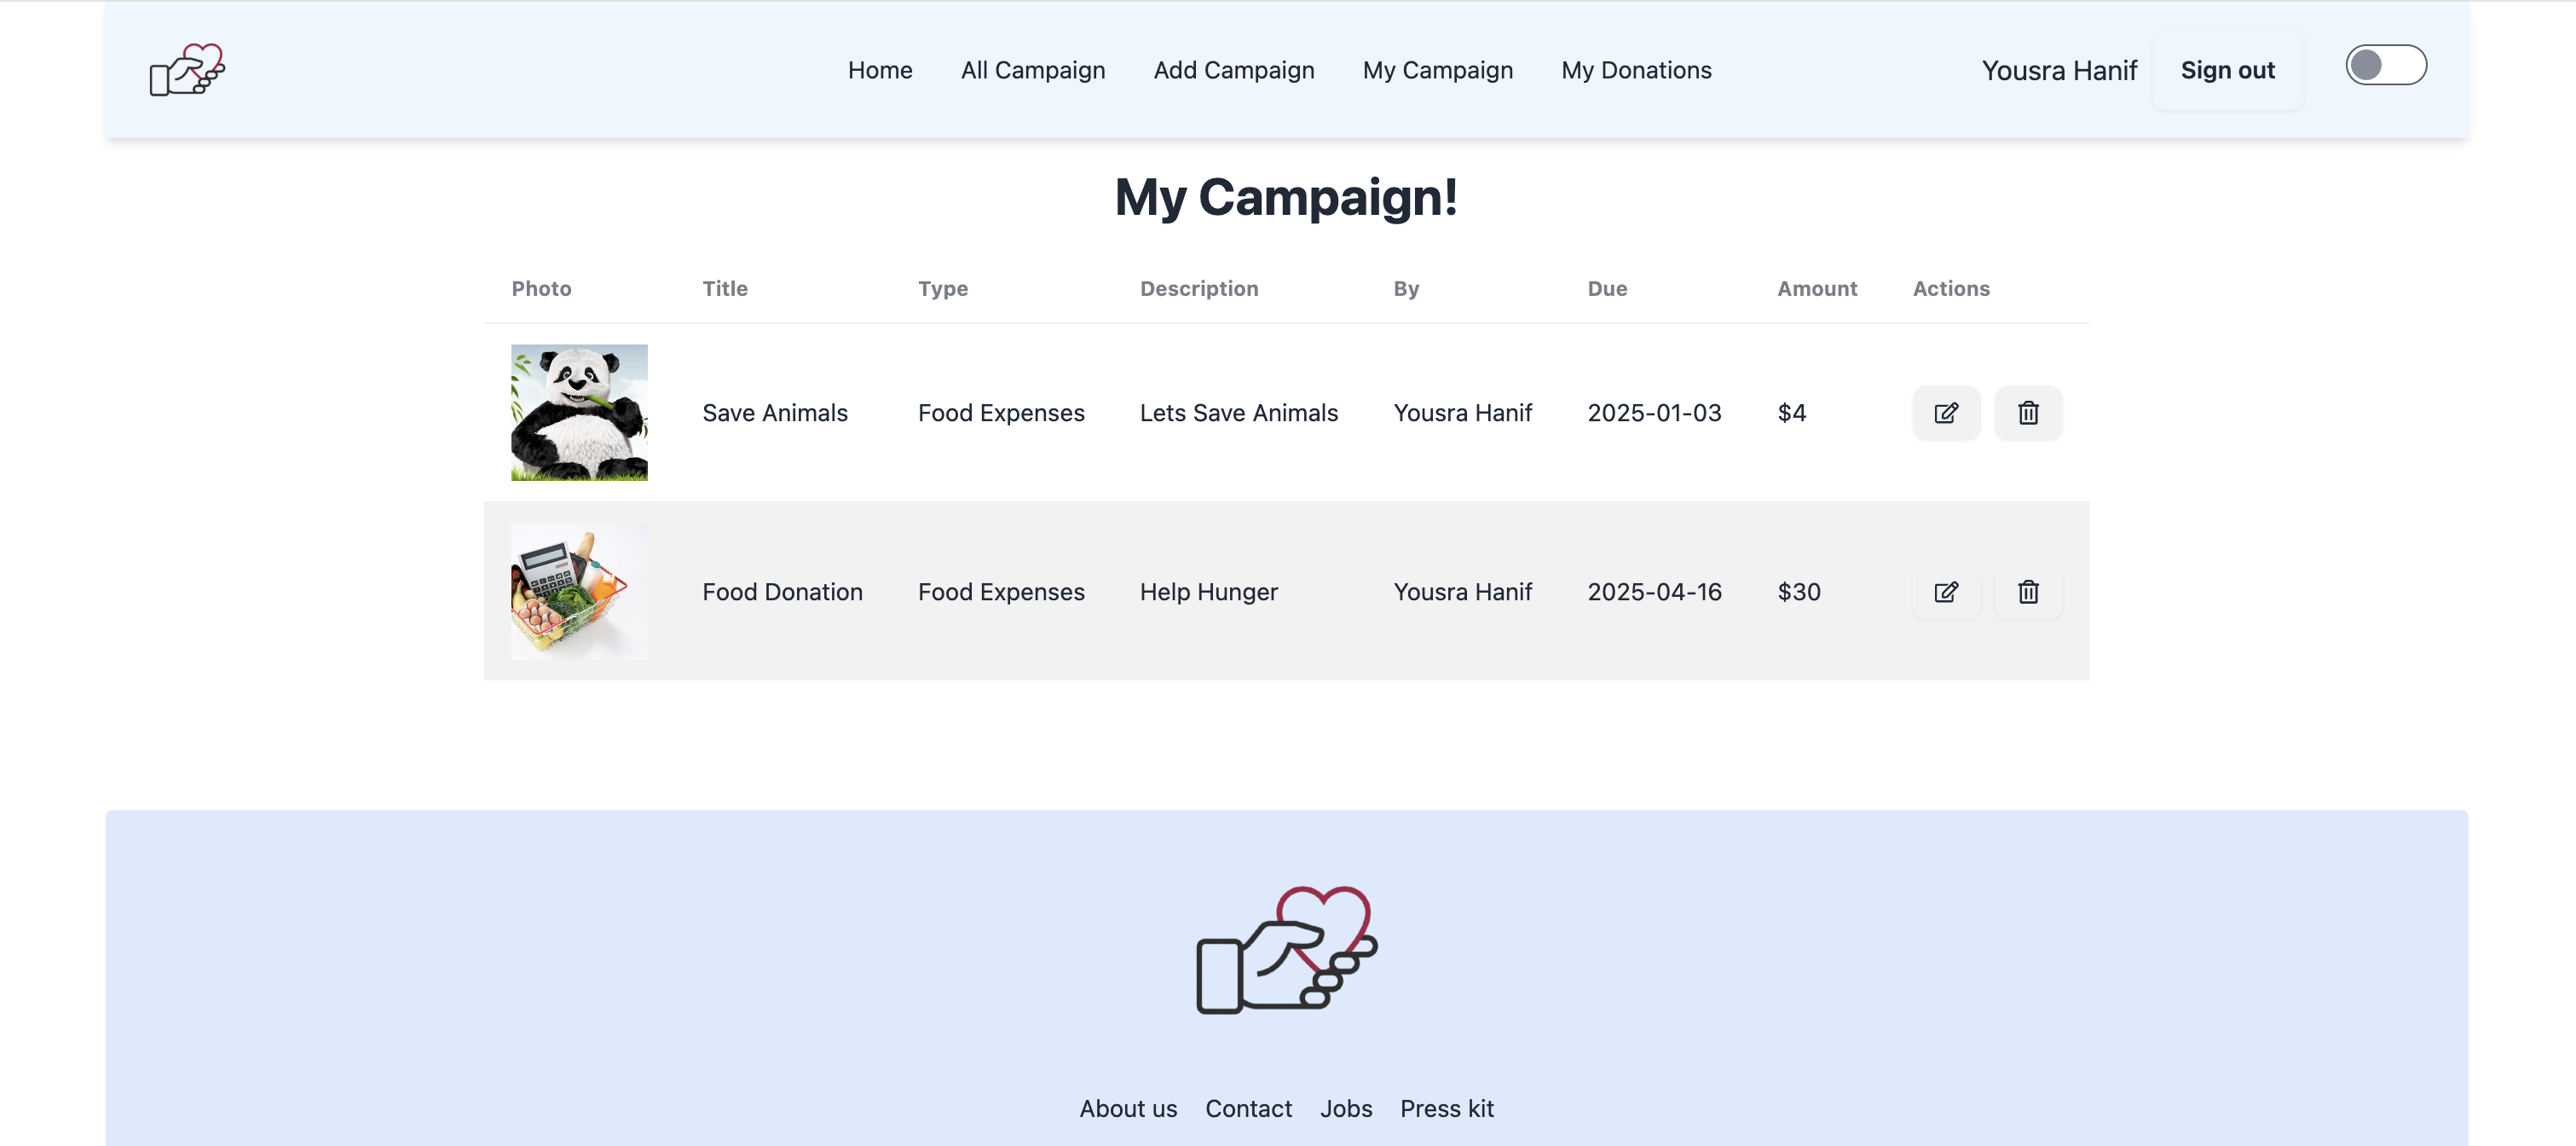 Home All Campaign Add Campaign My Campaign My Donations Yousra Hanif Sign out
My Campaign!
Photo Title Type Description By Due Amount Actions
Save Animals Food Expenses Lets Save Animals Yousra Hanif 2025-01-03 $4
Food Donation Food Expenses Help Hunger Yousra Hanif 2025-04-16 $30
About us Contact Jobs Press kit